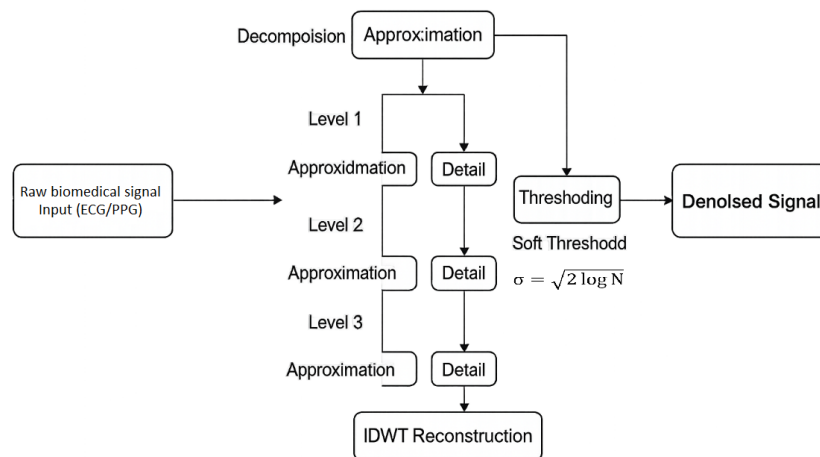 Decompoision
Approx:imation
Level 1
Approxidmation
Detail
Raw biomedical signal
Input (ECG/PPG)
Level 2
Threshoding
Denolsed Signal
Soft Threshodd
Approximation
Detail
σ = √2 log N
Level 3
Approximation
Detail
IDWT Reconstruction